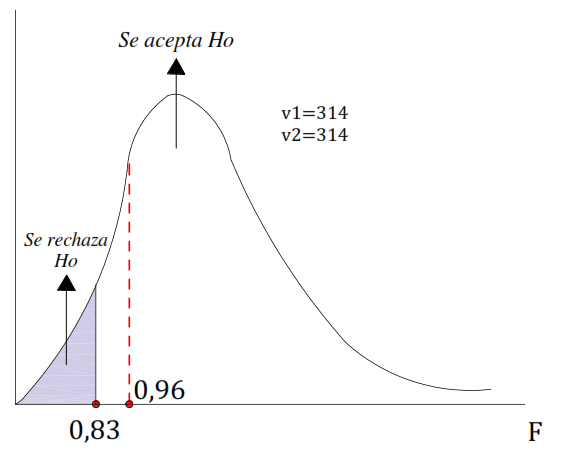 Se acepta Ho
v1=314
v2=314
Se rechaza
Ho
0,96
0,83
F